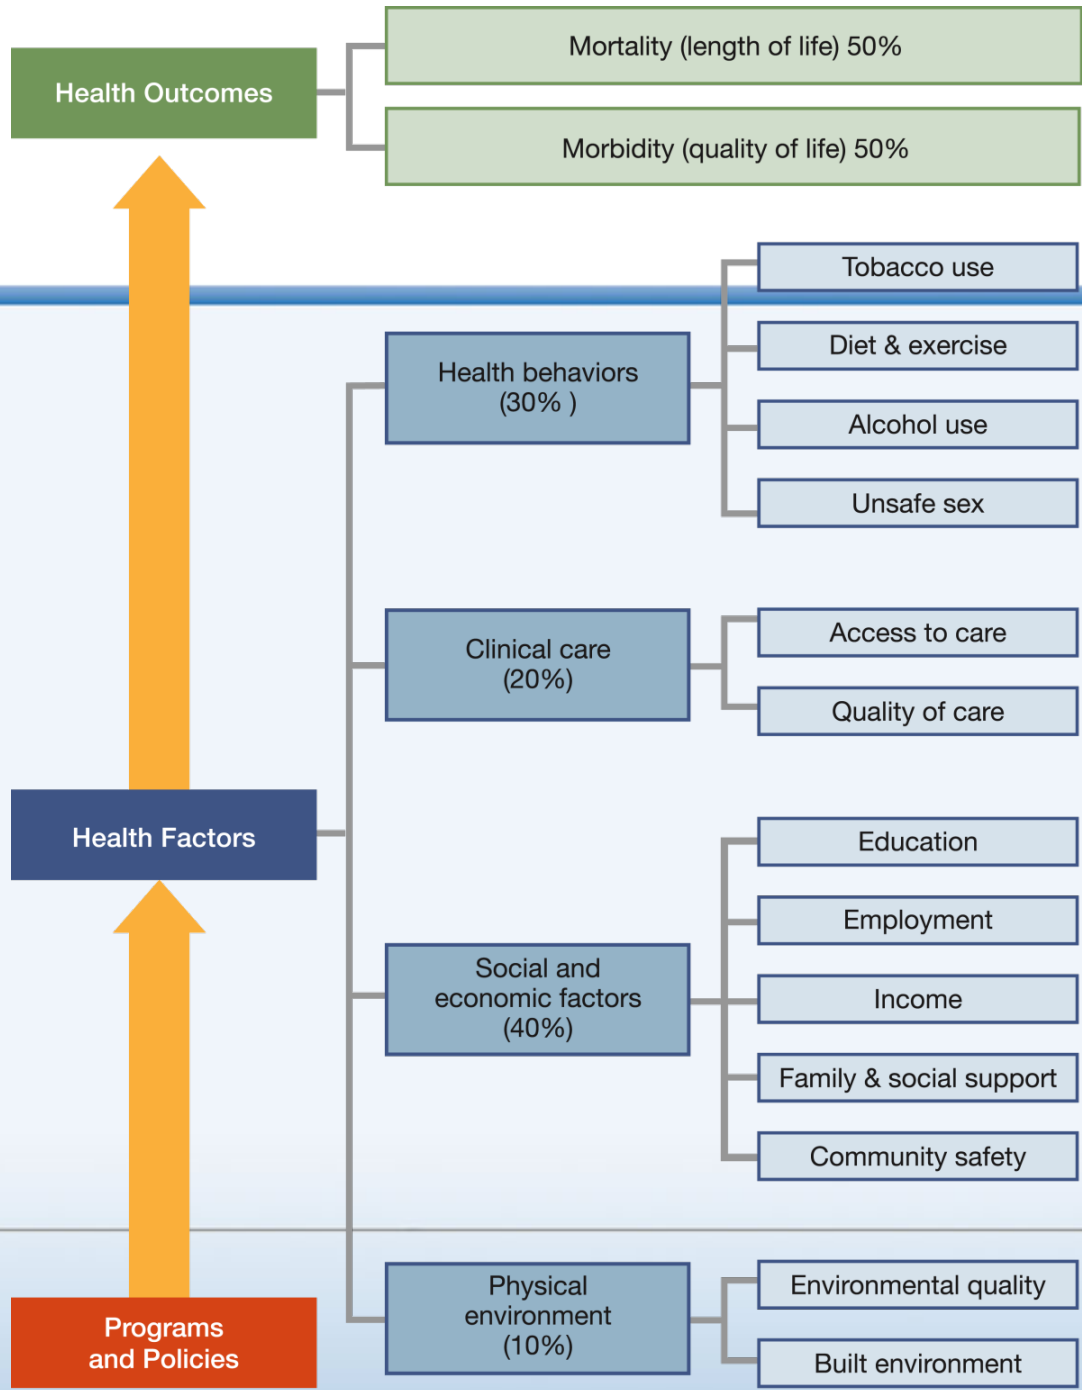 Mortality (length of life) 50%
Health Outcomes
Morbidity (quality of life) 50%
Tobacco use
Health behaviors
(30% )
Diet & exercise
Alcohol use
Unsafe sex
Clinical care
(20%)
Access to care
Quality of care
Health Factors
Social and
economic factors
(40%)
Education
Employment
Income
Family & social support
Community safety
Programs
and Policies
Physical
environment
(10%)
Environmental quality
Built environment